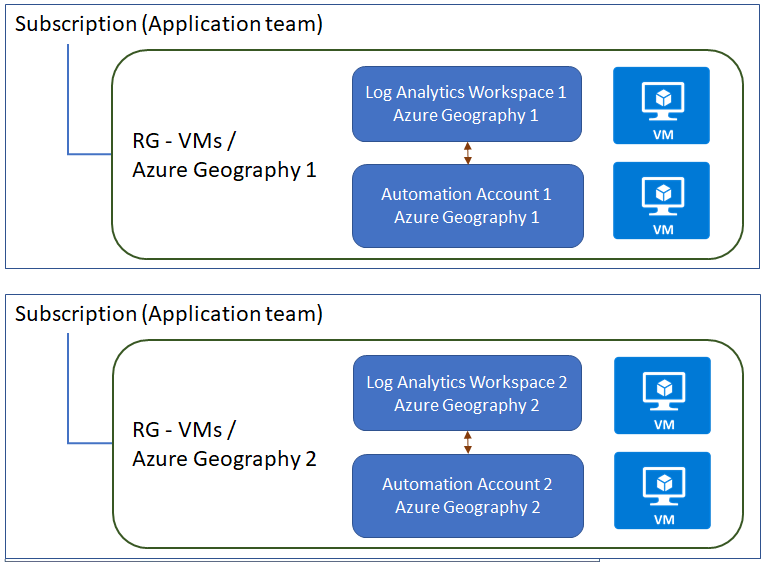 Subscription (Application team)
RG - VMs /
Azure Geography 1
Log Analytics Workspace 1
Azure Geography 1
Automation Account 1
Azure Geography 1
VM
VM
Subscription (Application team)
RG - VMs /
Azure Geography 2
Log Analytics Workspace 2
Azure Geography 2
Automation Account 2
Azure Geography 2
VM
VM